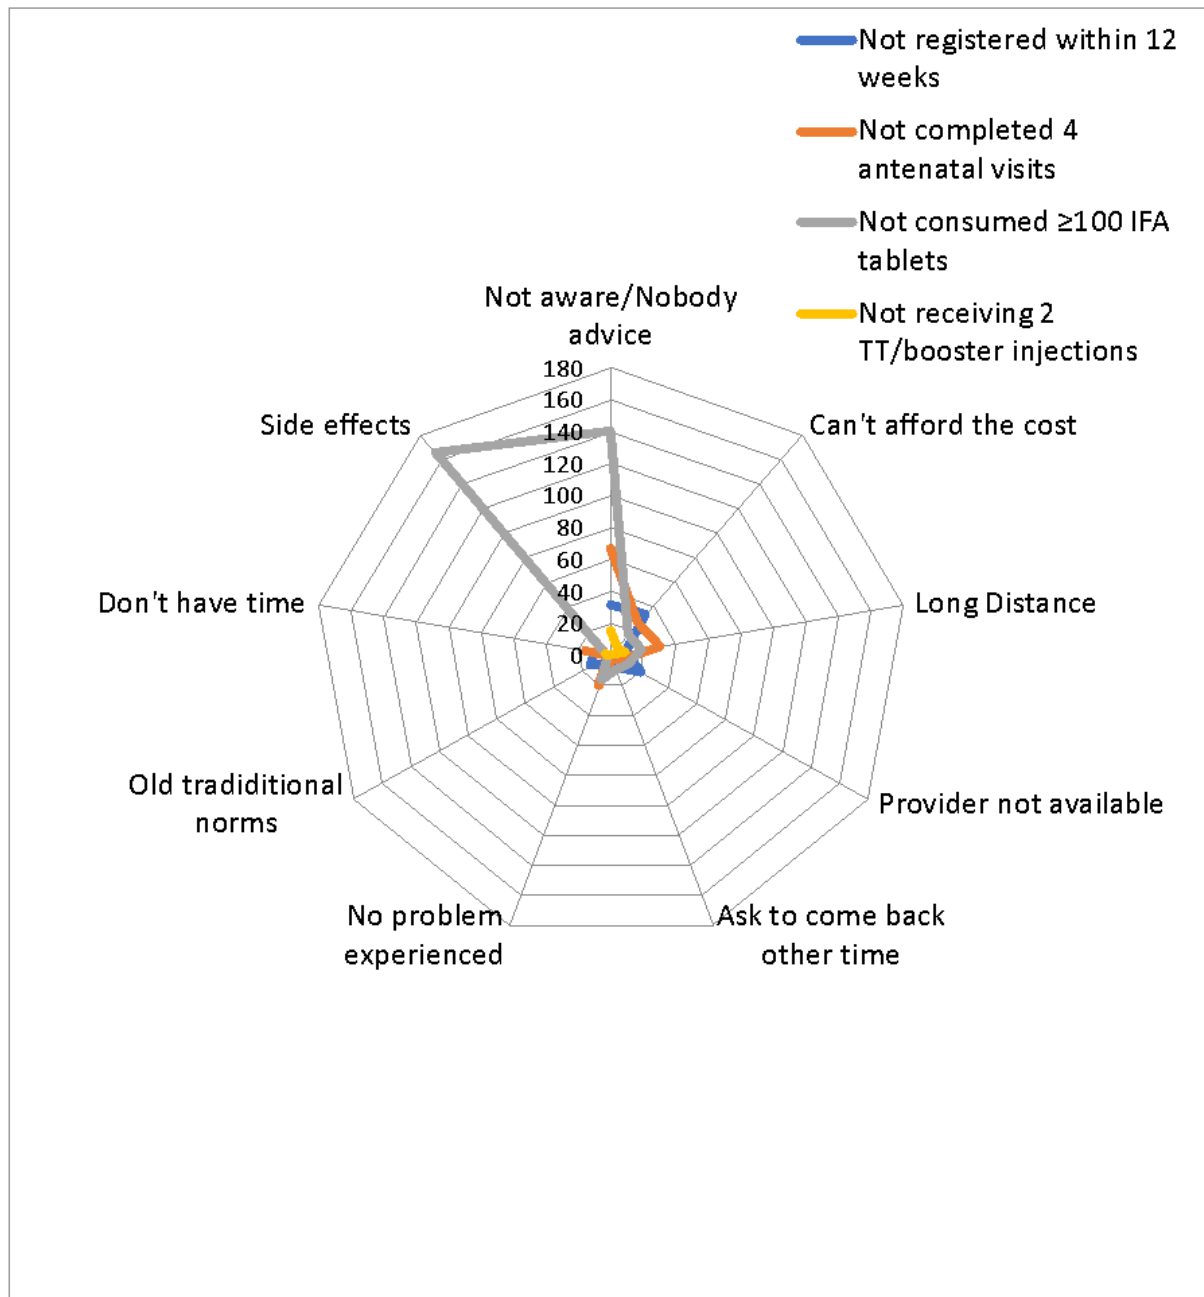 Not registered within 12
weeks
Not completed 4
antenatal visits
Not consumed ≥100 IFA
tablets
Not receiving 2
TT/booster injections
Not aware/Nobody
advice
Can't afford the cost
Long Distance
Provider not available
Ask to come back
other time
No problem
experienced
Old tradiditional
norms
Don't have time
Side effects
180
160
140
120
100
80
60
40
20
0